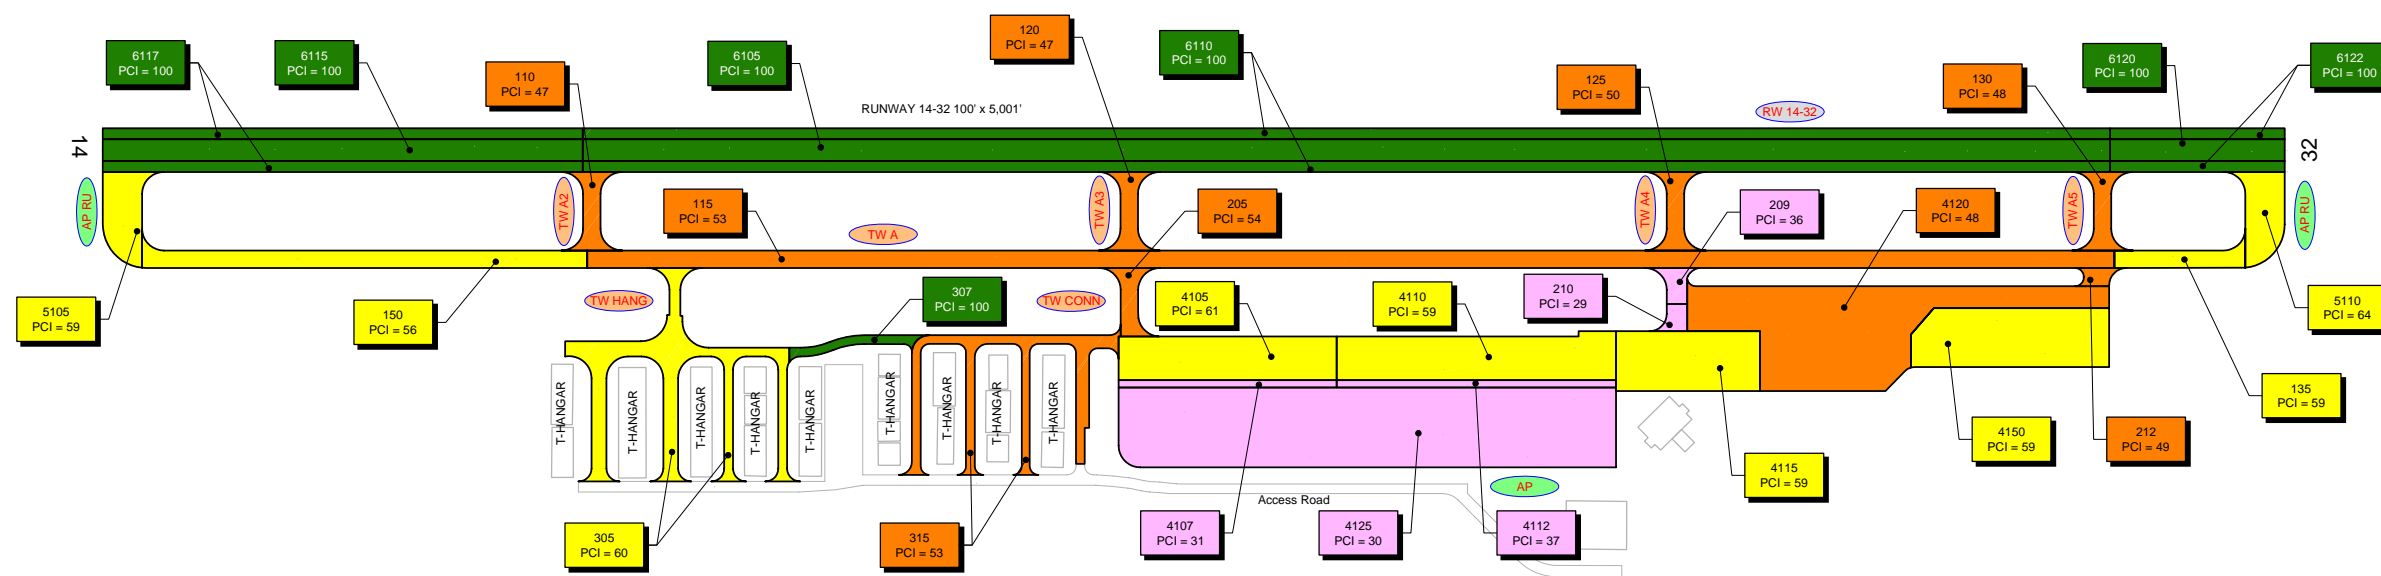 120
PCI = 47
6117
PCI = 100
6115
PCI = 100
6105
PCI = 100
6110
PCI = 100
6120
PCI = 100
6122
PCI = 100
110
PCI = 47
125
PCI = 50
130
PCI = 48
RUNWAY 14-32 100' x 5,001'
RW 14-32
14
32
AP RU
TW A2
115
PCI = 53
TW A
TW A3
205
PCI = 54
TW A4
209
PCI = 36
4120
PCI = 48
TW A5
AP RU
5105
PCI = 59
150
PCI = 56
TW HANG
307
PCI = 100
TW CONN
4105
PCI = 61
4110
PCI = 59
210
PCI = 29
5110
PCI = 64
T-HANGAR
T-HANGAR
T-HANGAR
T-HANGAR
T-HANGAR
T-HANGAR
T-HANGAR
T-HANGAR
T-HANGAR
135
PCI = 59
4150
PCI = 59
212
PCI = 49
4115
PCI = 59
AP
Access Road
305
PCI = 60
315
PCI = 53
4107
PCI = 31
4125
PCI = 30
4112
PCI = 37